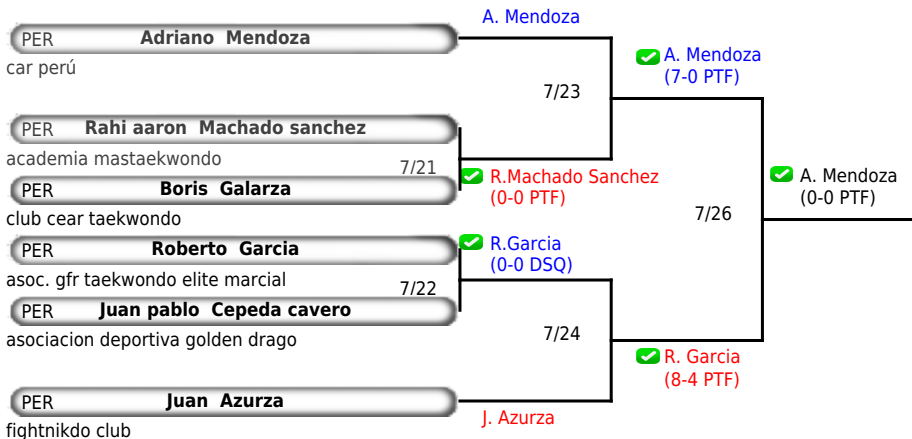 A. Mendoza
PER Adriano Mendoza
car perú
7/23
A. Mendoza
(7-0 PTF)
PER Rahi aaron Machado sanchez
academia mastaekwondo
7/21
R.Machado Sanchez
(0-0 PTF)
PER Boris Galarza
club cear taekwondo
A. Mendoza
(0-0 PTF)
7/26
PER Roberto Garcia
asoc. gfr taekwondo elite marcial
R.Garcia
(0-0 DSQ)
7/22
PER Juan pablo Cepeda cavero
asociacion deportiva golden drago
7/24
R. Garcia
(8-4 PTF)
PER Juan Azurza
fightnikdo club
J. Azurza